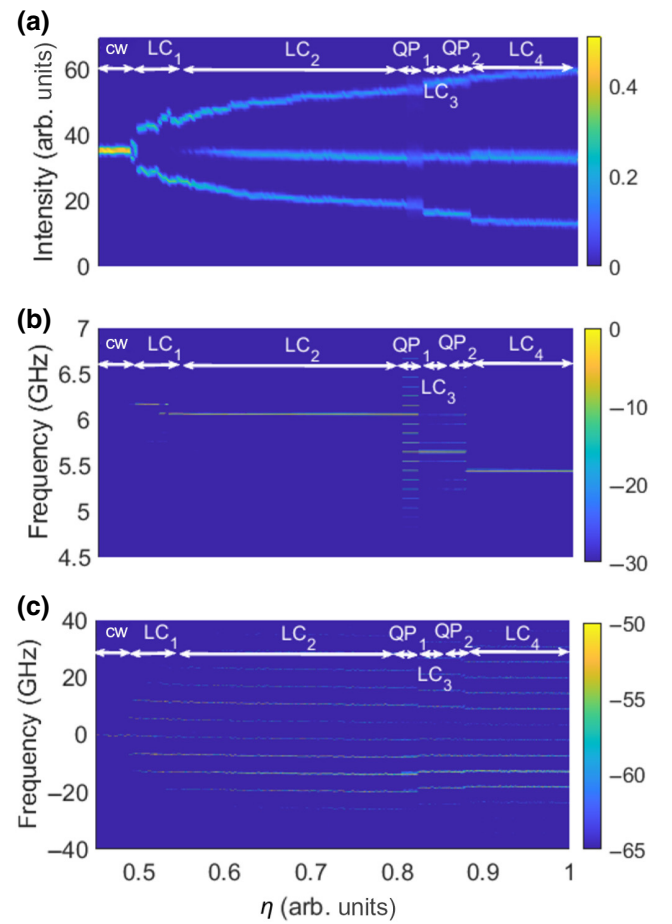 (a)
cw LC1 LC2 QP1 QP2 LC4
LC3
60
40
20
0
Intensity (arb. units)
0.4
0.2
0
(b)
cw LC1 LC2 QP1 QP2 LC4
LC3
7
6.5
6
5.5
5
4.5
Frequency (GHz)
0
−10
−20
−30
(c)
cw LC1 LC2 QP1 QP2 LC4
LC3
40
20
0
−20
−40
Frequency (GHz)
−50
−55
−60
−65
0.5 0.6 0.7 0.8 0.9 1
η (arb. units)